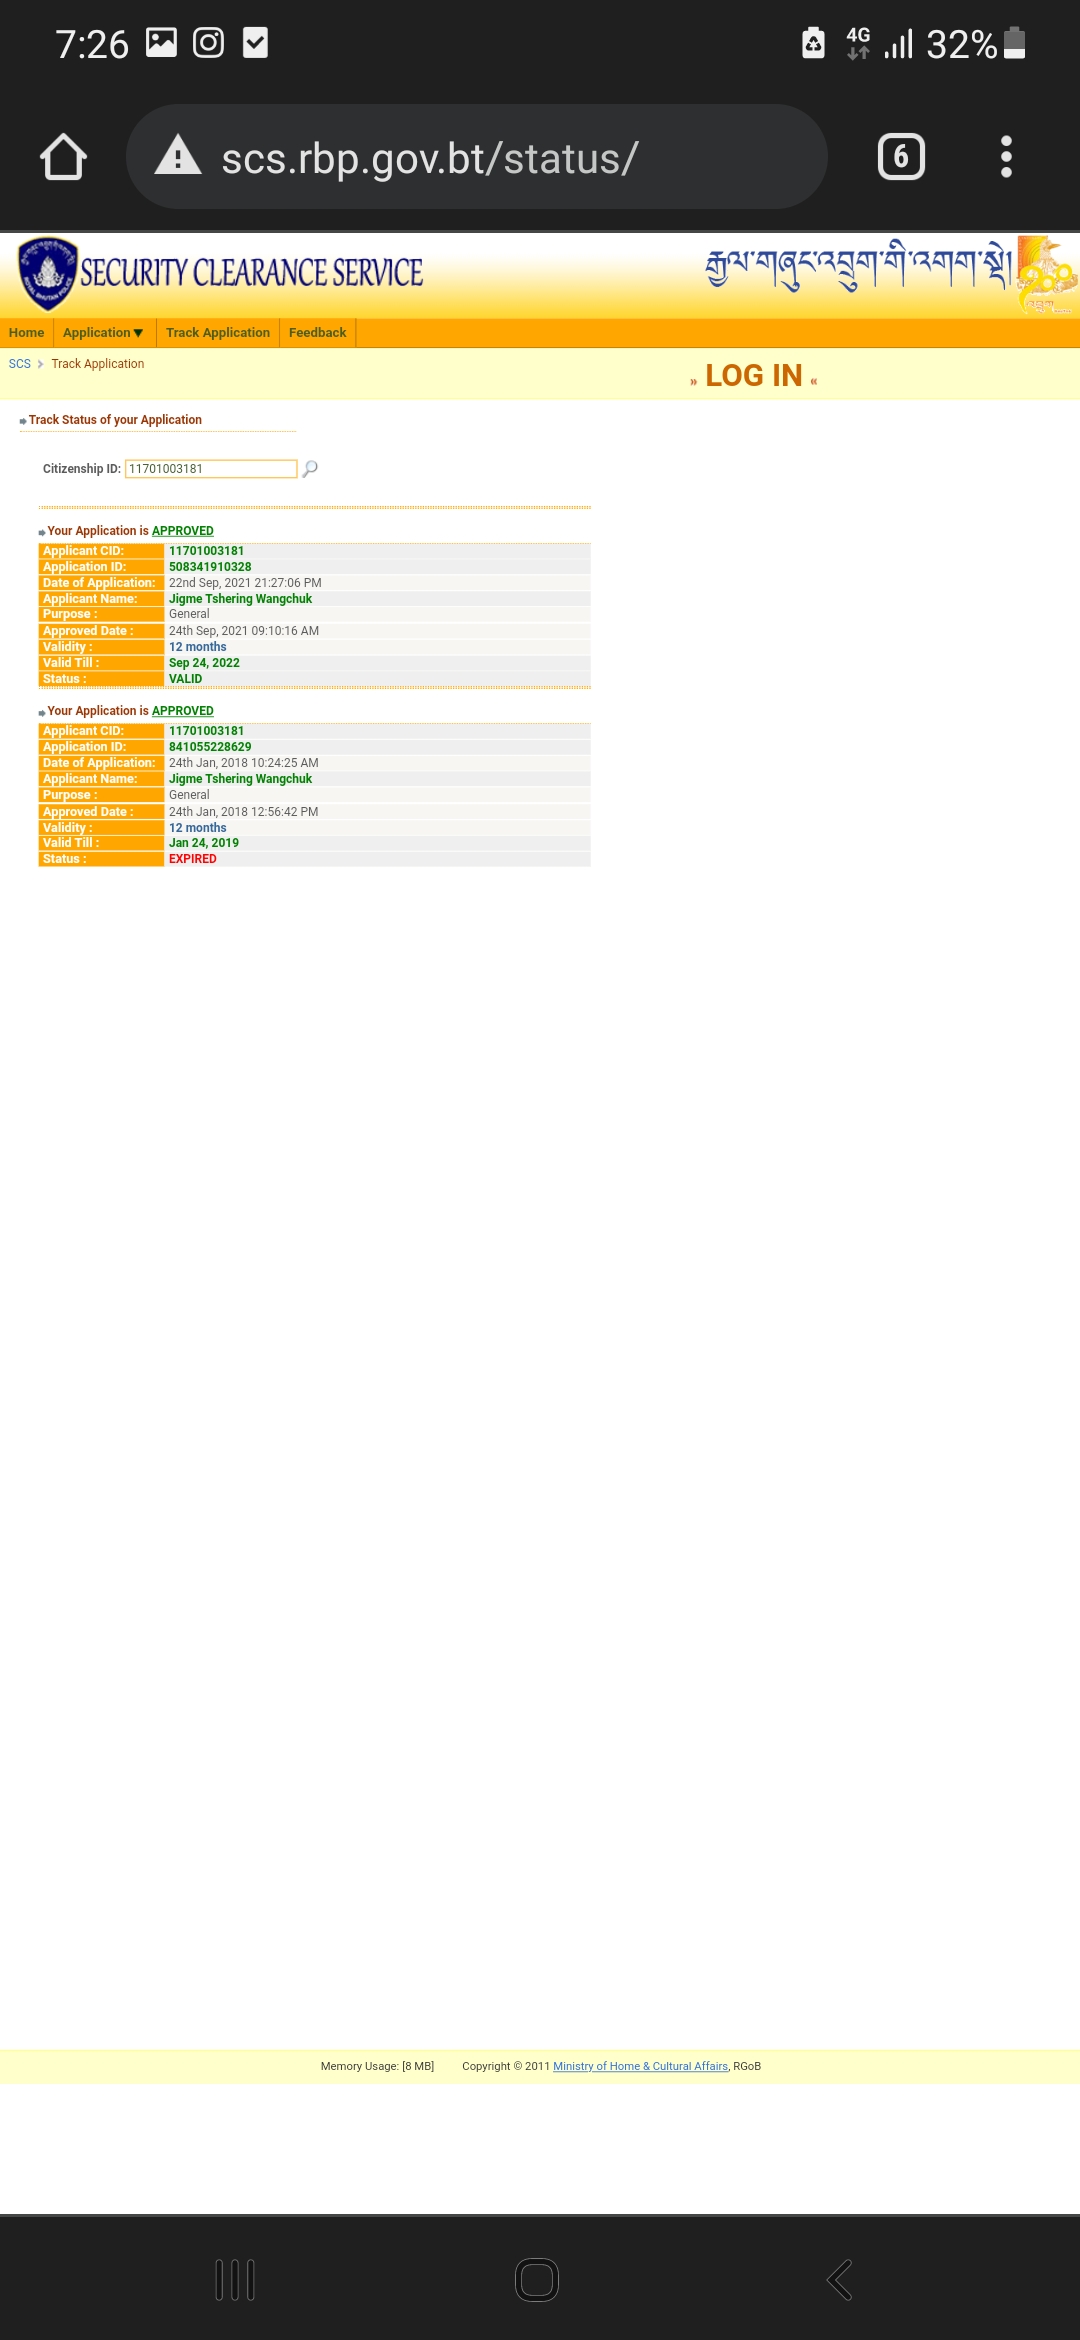 7:26
4G 32%
scs.rbp.gov.bt/status/
6
SECURITY CLEARANCE SERVICE
རྒྱལ་གཞུང་འབྲུག་གི་འགག་སྡེ།
Home Application▼ Track Application Feedback
SCS > Track Application
» LOG IN «
Track Status of your Application
Citizenship ID: 11701003181
Your Application is APPROVED
Applicant CID: 11701003181
Application ID: 508341910328
Date of Application: 22nd Sep, 2021 21:27:06 PM
Applicant Name: Jigme Tshering Wangchuk
Purpose : General
Approved Date : 24th Sep, 2021 09:10:16 AM
Validity : 12 months
Valid Till : Sep 24, 2022
Status : VALID
Your Application is APPROVED
Applicant CID: 11701003181
Application ID: 841055228629
Date of Application: 24th Jan, 2018 10:24:25 AM
Applicant Name: Jigme Tshering Wangchuk
Purpose : General
Approved Date : 24th Jan, 2018 12:56:42 PM
Validity : 12 months
Valid Till : Jan 24, 2019
Status : EXPIRED
Memory Usage: [8 MB] Copyright © 2011 Ministry of Home & Cultural Affairs, RGoB